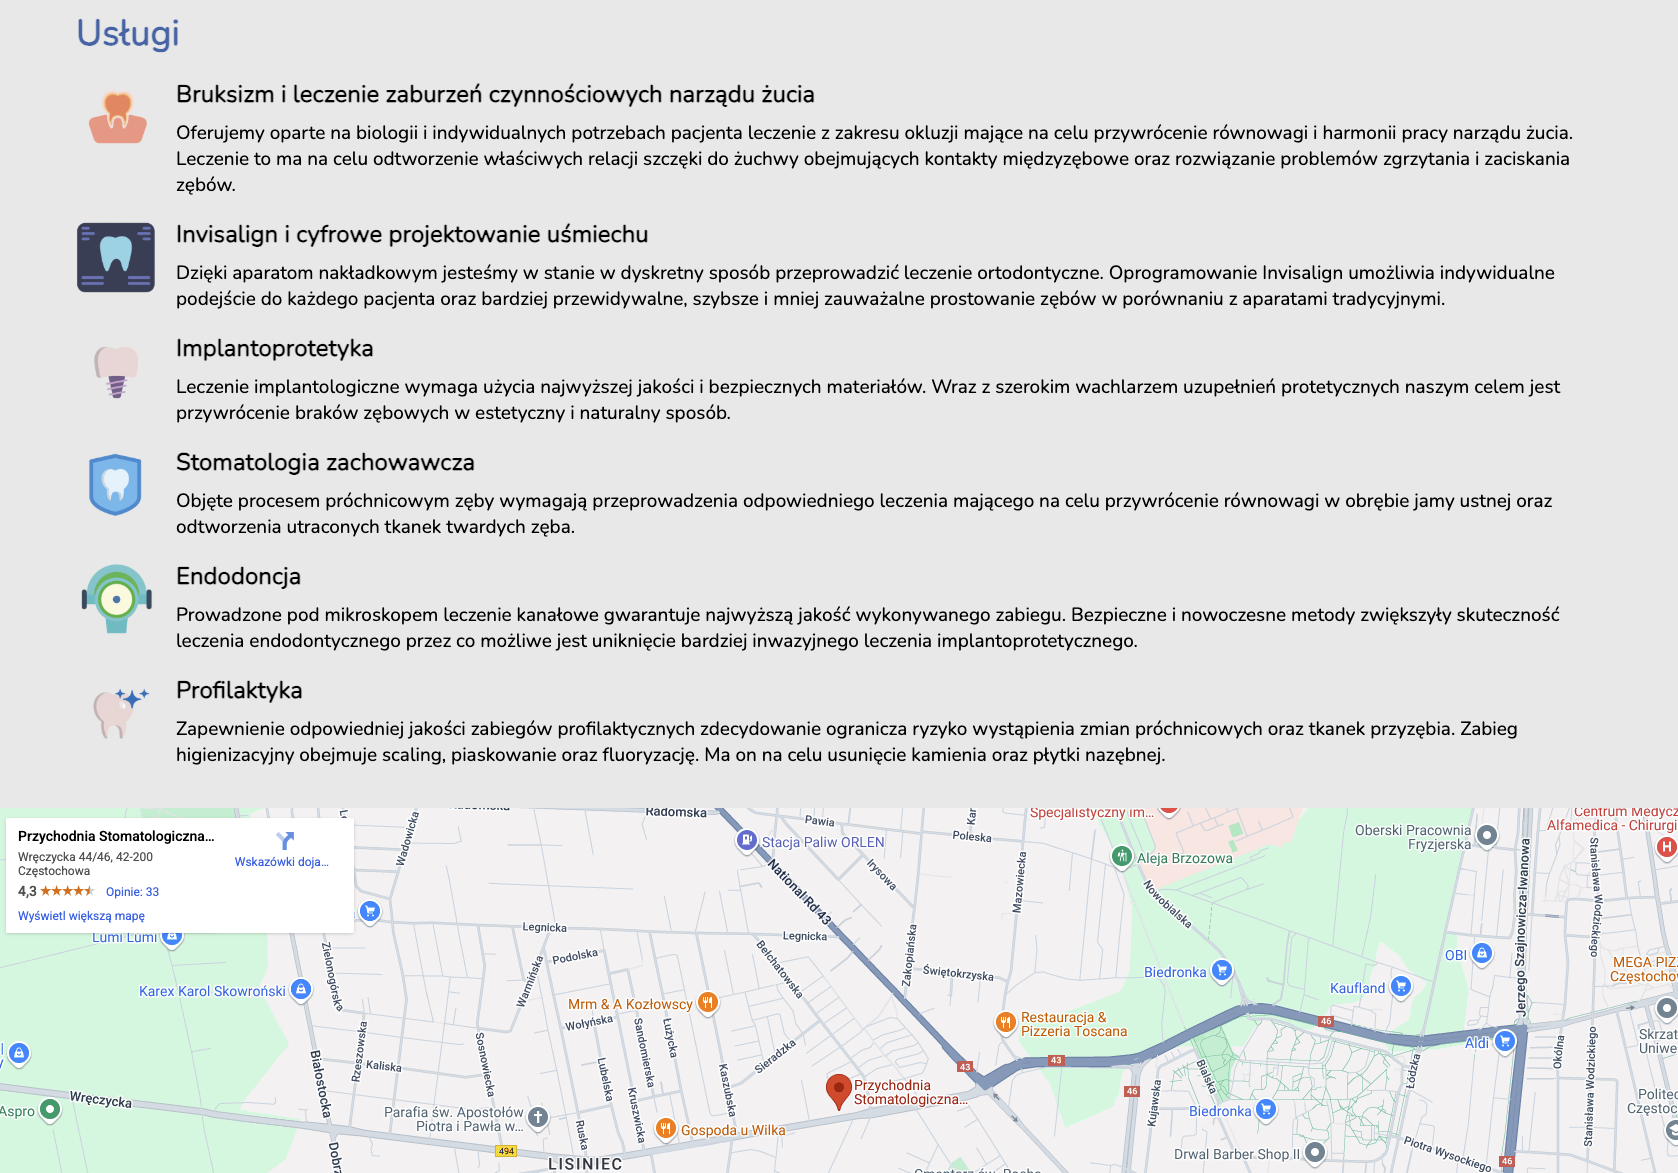 Usługi
Bruksizm i leczenie zaburzeń czynnościowych narządu żucia
Oferujemy oparte na biologii i indywidualnych potrzebach pacjenta leczenie z zakresu okluzji mające na celu przywrócenie równowagi i harmonii pracy narządu żucia.
Leczenie to ma na celu odtworzenie właściwych relacji szczęki do żuchwy obejmujących kontakty międzyzębowe oraz rozwiązanie problemów zgrzytania i zaciskania
zębów.
Invisalign i cyfrowe projektowanie uśmiechu
Dzięki aparatom nakładkowym jesteśmy w stanie w dyskretny sposób przeprowadzić leczenie ortodontyczne. Oprogramowanie Invisalign umożliwia indywidualne
podejście do każdego pacjenta oraz bardziej przewidywalne, szybsze i mniej zauważalne prostowanie zębów w porównaniu z aparatami tradycyjnymi.
Implantoprotetyka
Leczenie implantologiczne wymaga użycia najwyższej jakości i bezpiecznych materiałów. Wraz z szerokim wachlarzem uzupełnień protetycznych naszym celem jest
przywrócenie braków zębowych w estetyczny i naturalny sposób.
Stomatologia zachowawcza
Objęte procesem próchnicowym zęby wymagają przeprowadzenia odpowiedniego leczenia mającego na celu przywrócenie równowagi w obrębie jamy ustnej oraz
odtworzenia utraconych tkanek twardych zęba.
Endodoncja
Prowadzone pod mikroskopem leczenie kanałowe gwarantuje najwyższą jakość wykonywanego zabiegu. Bezpieczne i nowoczesne metody zwiększyły skuteczność
leczenia endodontycznego przez co możliwe jest uniknięcie bardziej inwazyjnego leczenia implantoprotetycznego.
Profilaktyka
Zapewnienie odpowiedniej jakości zabiegów profilaktycznych zdecydowanie ogranicza ryzyko wystąpienia zmian próchnicowych oraz tkanek przyzębia. Zabieg
higienizacyjny obejmuje scaling, piaskowanie oraz fluoryzację. Ma on na celu usunięcie kamienia oraz płytki nazębnej.
Przychodnia Stomatologiczna...
Wręczycka 44/46, 42-200
Częstochowa
4,3
Opinie: 33
Wskazówki doja...
Wyświetl większą mapę
Lumi Lumi
Karex Karol Skowroński
Wadowicka
Radomska
Stacja Paliw ORLEN
Pawia
Poleska
Irysowa
National Rd 43
Mazowiecka
Specjalistyczny im...
Aleja Brzozowa
Nowobialska
Oberski Pracownia
Fryzjerska
Centrum Medycz
Alfamedica - Chirurgi
Jerzego Szajnowicza-Iwanowa
Stanisława Wodzickiego
Legnicka
Legnicka
Podolska
Warmińska
Zielonogórska
Bełchatowska
Zakopiańska
Świętokrzyska
Biedronka
Kaufland
OBI
MEGA PIZ
Częstocho
Mrm & A Kozłowscy
Restauracja &
Pizzeria Toscana
Wołyńska
Sandomierska
Łużycka
Sieradzka
Rzeszowska
Kaliska
Sosnowiecka
Białostocka
Lubelska
Kruszwicka
Kaszubska
43
43
46
46
46
Aldi
Okólna
Stanisława Wodzickiego
Skrzat
Uniwe
Łódzka
Bialska
Kujawska
Wręczycka
Aspro
Parafia św. Apostołów
Piotra i Pawła w...
Przychodnia
Stomatologiczna...
Gospoda u Wilka
Ruska
494
LISINIEC
Biedronka
Drwal Barber Shop II
Piotra Wysockiego
Politec
Częstoc